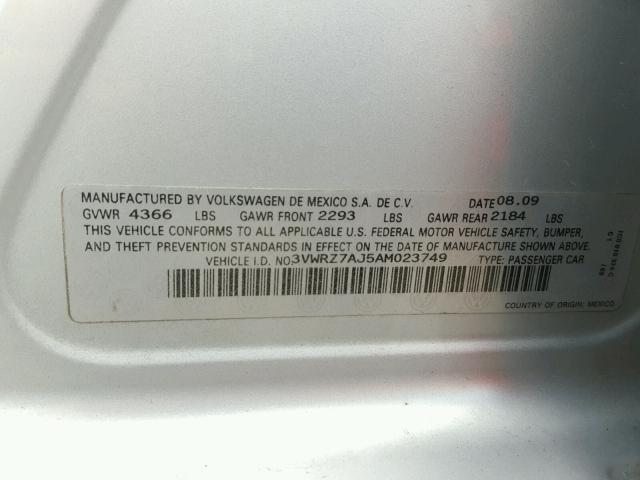 MANUFACTURED BY VOLKSWAGEN DE MEXICO S.A. DE C.V. DATE 08.09
GVWR 4366 LBS GAWR FRONT 2293 LBS GAWR REAR 2184 LBS
THIS VEHICLE CONFORMS TO ALL APPLICABLE U.S. FEDERAL MOTOR VEHICLE SAFETY, BUMPER,
AND THEFT PREVENTION STANDARDS IN EFFECT ON THE DATE OF MANUFACTURE SHOWN ABOVE.
VEHICLE I.D. NO. 3VWRZ7AJ5AM023749 TYPE: PASSENGER CAR
COUNTRY OF ORIGIN: MEXICO